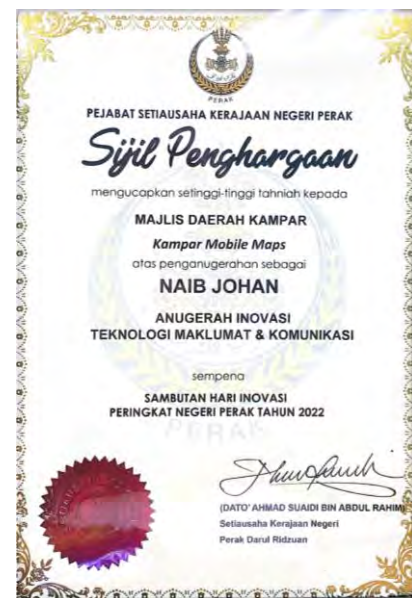 PERAK
PEJABAT SETIAUSAHA KERAJAAN NEGERI PERAK
Sijil Penghargaan
mengucapkan setinggi-tinggi tahniah kepada
MAJLIS DAERAH KAMPAR
Kampar Mobile Maps
atas penganugerahan sebagai
NAIB JOHAN
ANUGERAH INOVASI
TEKNOLOGI MAKLUMAT & KOMUNIKASI
sempena
SAMBUTAN HARI INOVASI
PERINGKAT NEGERI PERAK TAHUN 2022
PERAK
(DATO' AHMAD SUAIDI BIN ABDUL RAHIM)
Setiausaha Kerajaan Negeri
Perak Darul Ridzuan